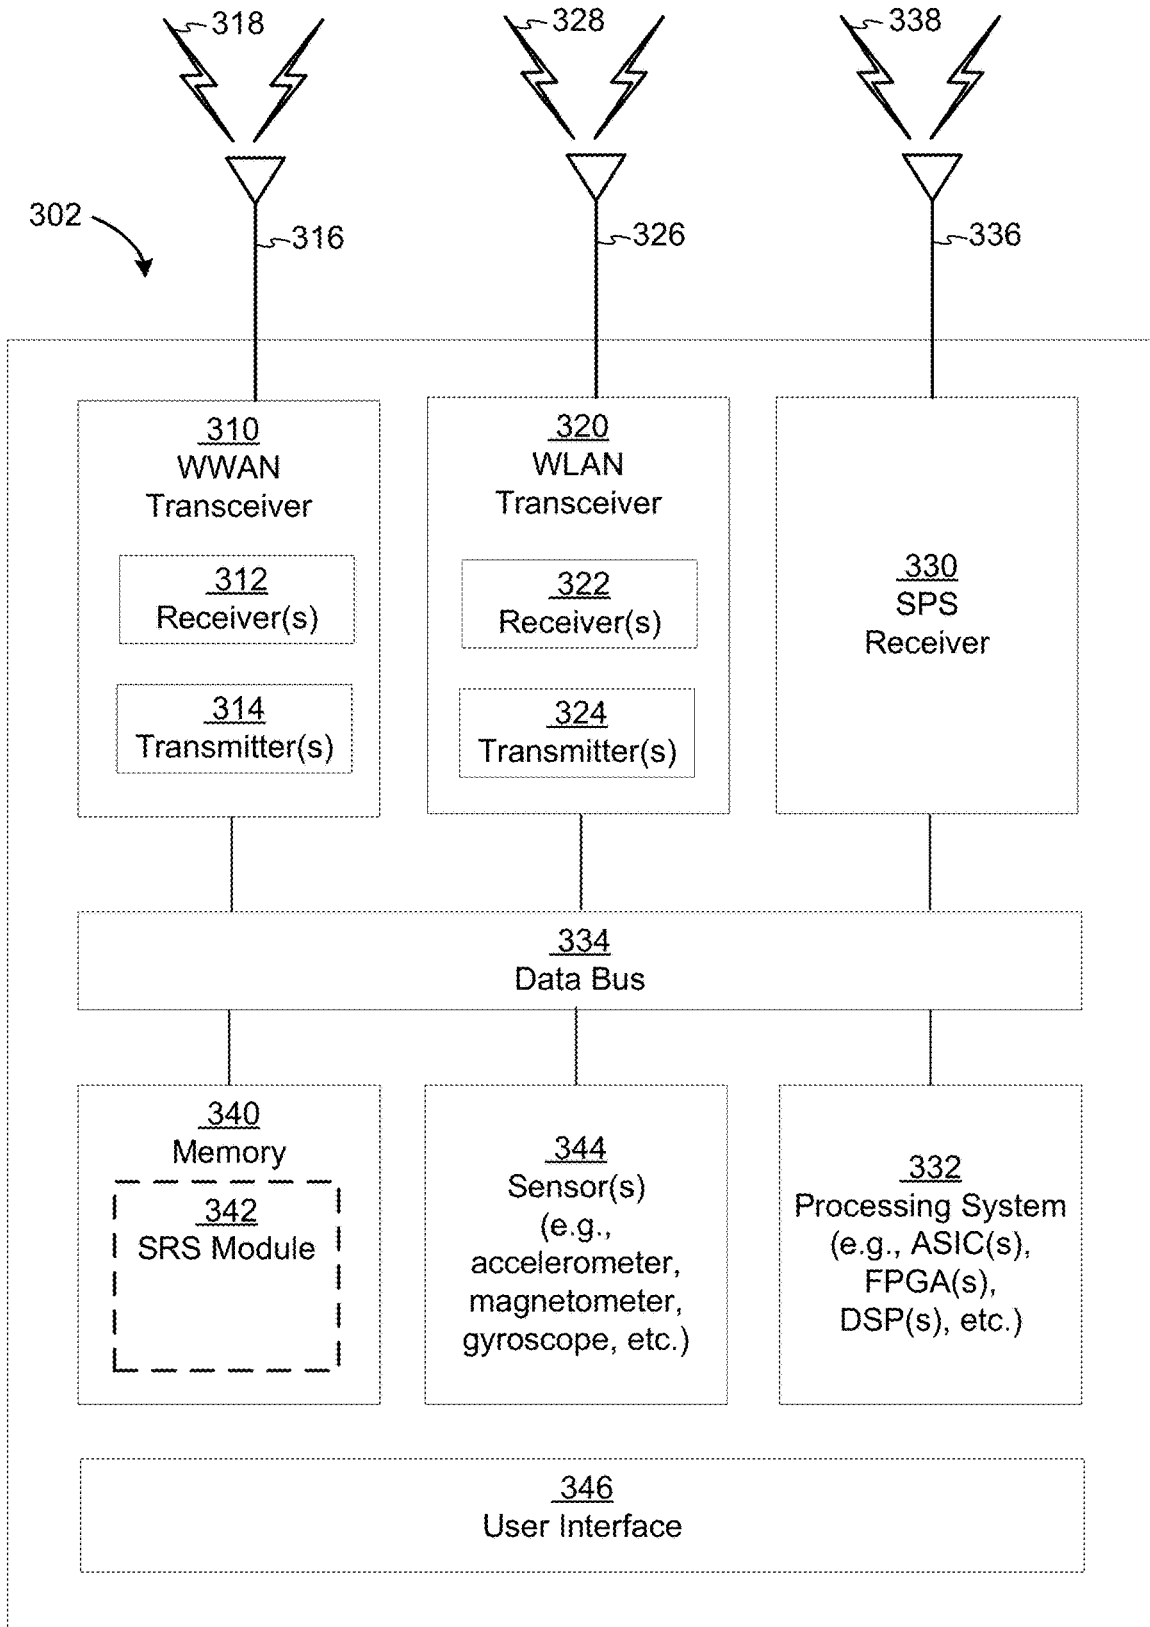 318
328
338
302
316
326
336
310
WWAN
Transceiver
312
Receiver(s)
314
Transmitter(s)
320
WLAN
Transceiver
322
Receiver(s)
324
Transmitter(s)
330
SPS
Receiver
334
Data Bus
340
Memory
342
SRS Module
344
Sensor(s)
(e.g.,
accelerometer,
magnetometer,
gyroscope, etc.)
332
Processing System
(e.g., ASIC(s),
FPGA(s),
DSP(s), etc.)
346
User Interface